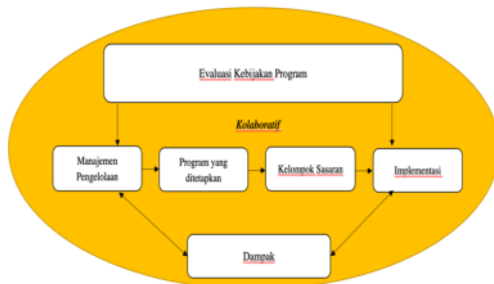 Evaluasi Kebijakan Program
Kolaboratif
Manajemen
Pengelolaan
Program yang
ditetapkan
Kelompok Sasaran
Implementasi
Dampak